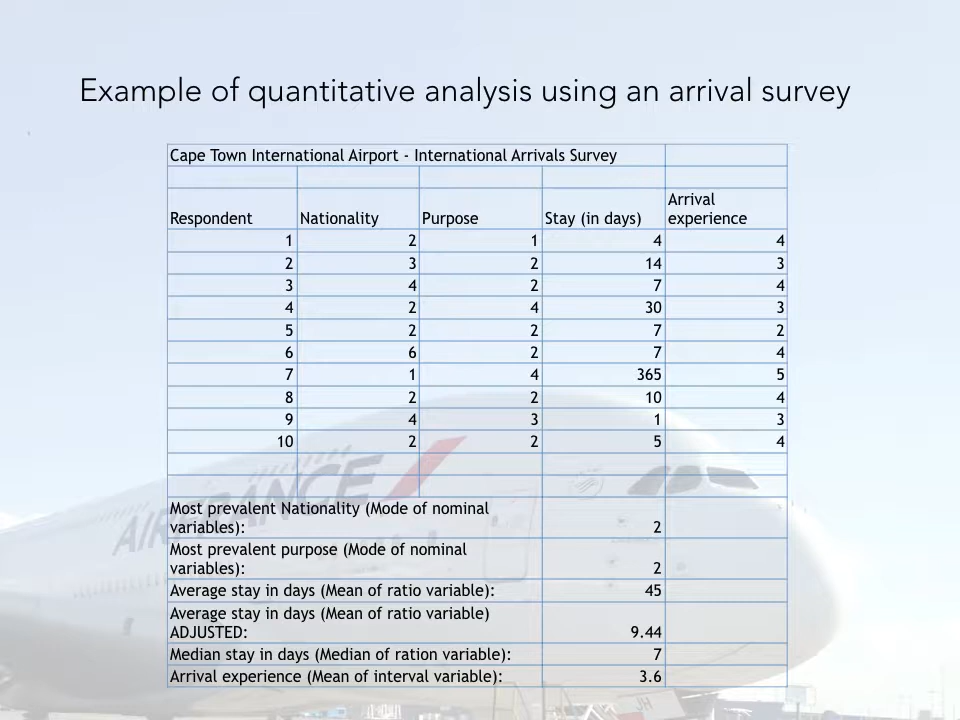 Example of quantitative analysis using an arrival survey
Cape Town International Airport - International Arrivals Survey
Respondent Nationality Purpose Stay (in days) Arrival experience
1 2 1 4 4
2 3 2 14 3
3 4 2 7 4
4 2 4 30 3
5 2 2 7 2
6 6 2 7 4
7 1 4 365 5
8 2 2 10 4
9 4 3 1 3
10 2 2 5 4
Most prevalent Nationality (Mode of nominal
variables): 2
Most prevalent purpose (Mode of nominal
variables): 2
Average stay in days (Mean of ratio variable): 45
Average stay in days (Mean of ratio variable)
ADJUSTED: 9.44
Median stay in days (Median of ration variable): 7
Arrival experience (Mean of interval variable): 3.6
AIRFRANCE
JH